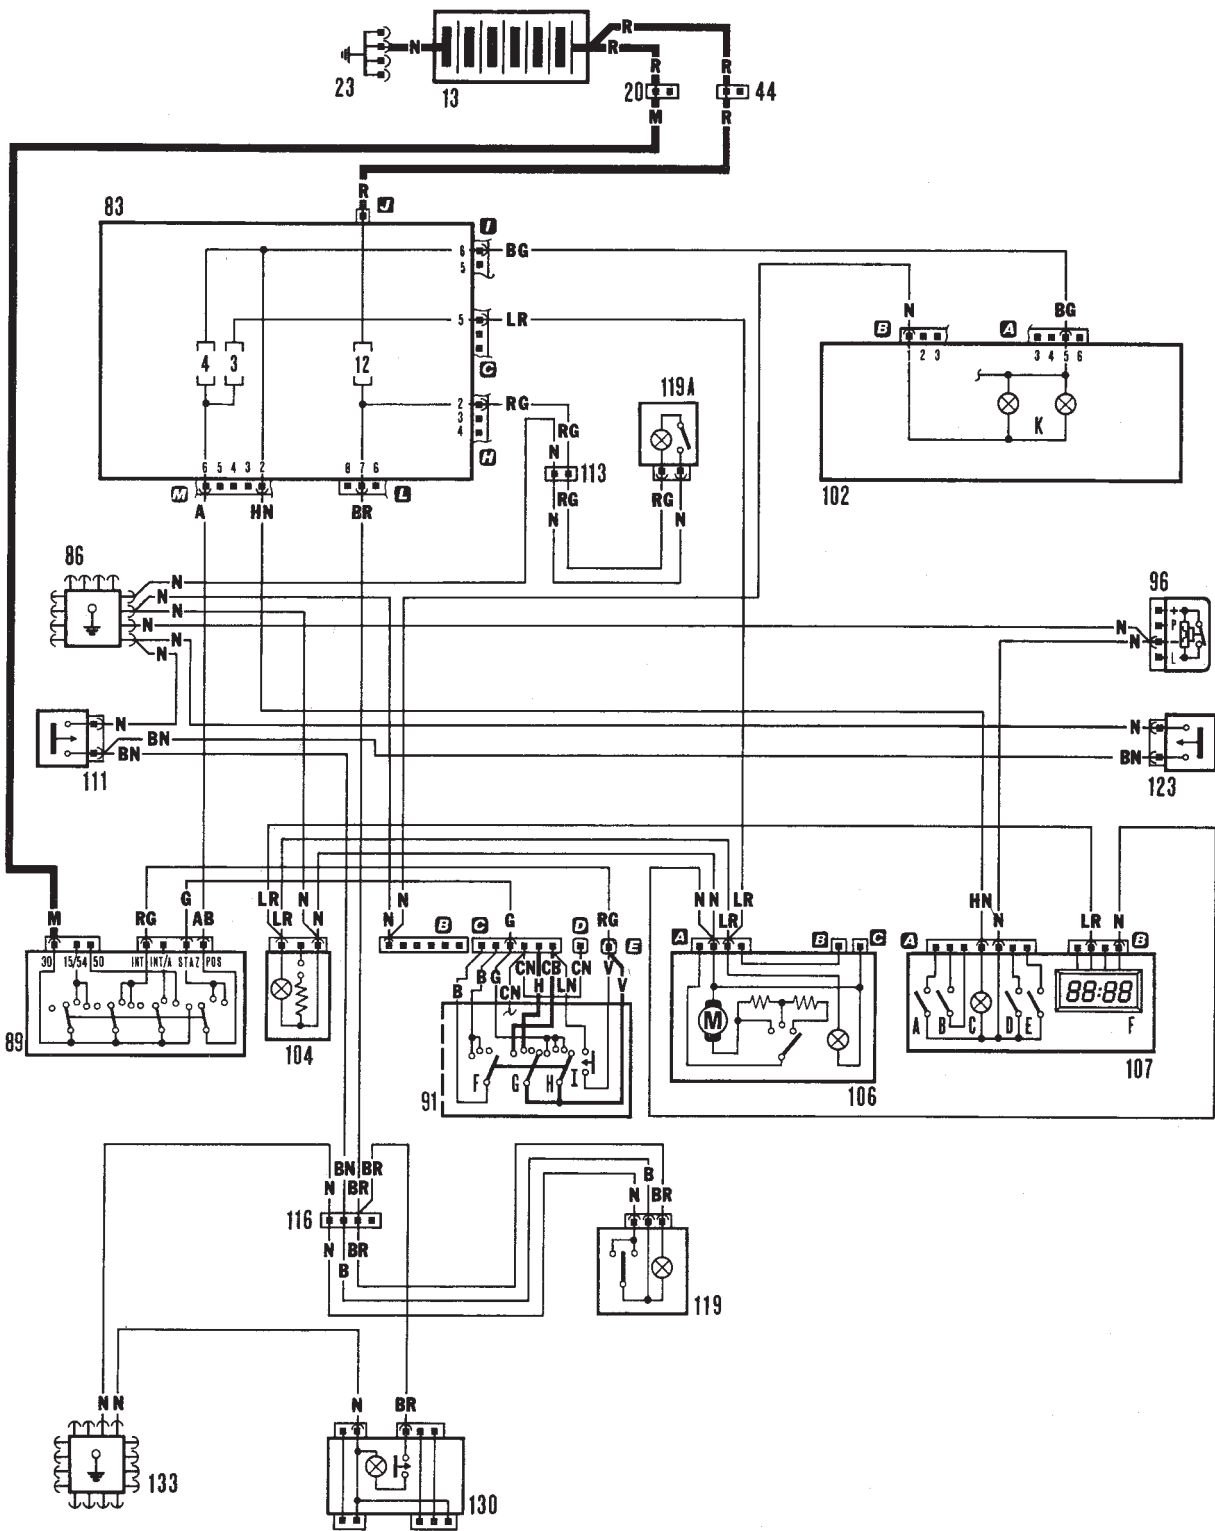 R
N
R
R
R
23
13
20
44
M
R
R
J
83
I
6
BG
5
N
BG
5
LR
B
A
1 2 3
3 4 5 6
4
3
12
C
119A
K
2
RG
3
RG
4
N
H
113
6 5 4 3 2
8 7 6
RG
RG
N
N
M
L
102
A
HN
BR
86
96
N
N
N
N
N
N
+
P
N
N
-
L
N
BN
BN
N
BN
111
123
M
RG
G
AB
LR
LR
N
N
N
N
B
C
G
D
RG
E
N
N
LR
LR
A
B
C
HN
N
A
LR
N
B
30
15/54
50
INT
INT/A
STAZ
POS
B
B
G
CN
CN
H
CB
LN
CN
V
V
M
88:88
A
B
C
D
E
F
89
104
F
G
H
I
91
106
107
BN
BR
N
BR
B
N
BR
116
N
BR
B
119
N
N
N
BR
133
130